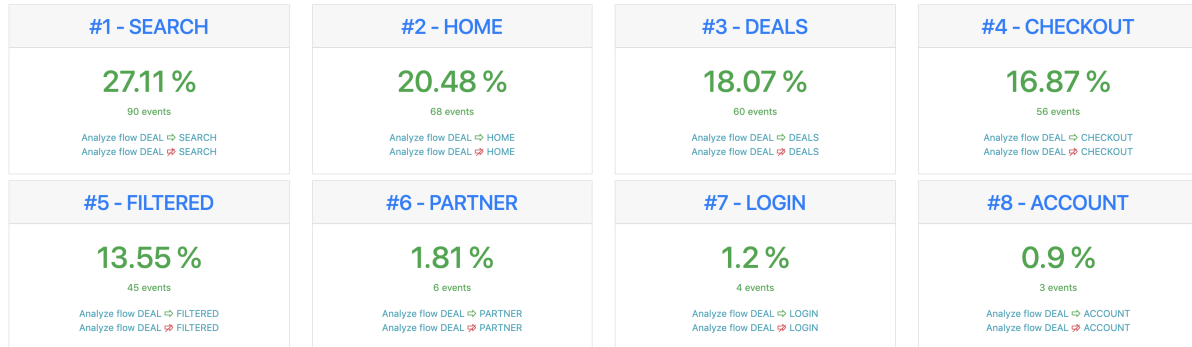 #1 - SEARCH
27.11 %
90 events
Analyze flow DEAL ⇨ SEARCH
Analyze flow DEAL ⇏ SEARCH
#2 - HOME
20.48 %
68 events
Analyze flow DEAL ⇨ HOME
Analyze flow DEAL ⇏ HOME
#3 - DEALS
18.07 %
60 events
Analyze flow DEAL ⇨ DEALS
Analyze flow DEAL ⇏ DEALS
#4 - CHECKOUT
16.87 %
56 events
Analyze flow DEAL ⇨ CHECKOUT
Analyze flow DEAL ⇏ CHECKOUT
#5 - FILTERED
13.55 %
45 events
Analyze flow DEAL ⇨ FILTERED
Analyze flow DEAL ⇏ FILTERED
#6 - PARTNER
1.81 %
6 events
Analyze flow DEAL ⇨ PARTNER
Analyze flow DEAL ⇏ PARTNER
#7 - LOGIN
1.2 %
4 events
Analyze flow DEAL ⇨ LOGIN
Analyze flow DEAL ⇏ LOGIN
#8 - ACCOUNT
0.9 %
3 events
Analyze flow DEAL ⇨ ACCOUNT
Analyze flow DEAL ⇏ ACCOUNT